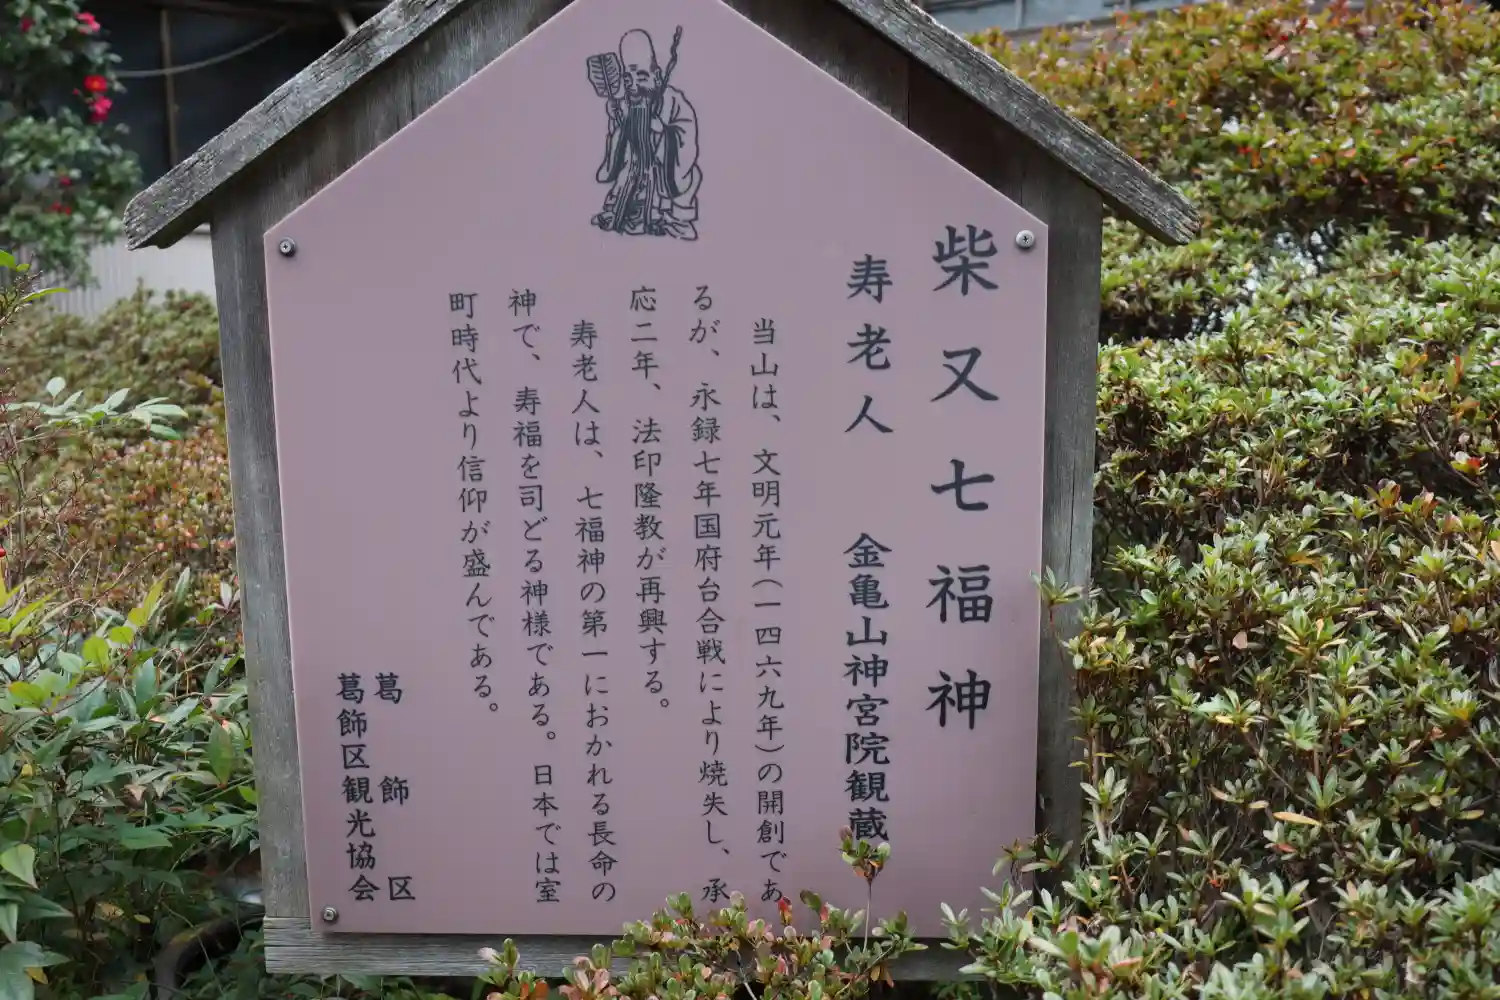 柴又七福神
寿老人　金亀山神宮院観蔵
当山は、文明元年(一四六九年)の開創であ
るが、永録七年国府台合戦により焼失し、承
応二年、法印隆教が再興する。
寿老人は、七福神の第一におかれる長命の
神で、寿福を司どる神様である。日本では室
町時代より信仰が盛んである。
葛飾区
葛飾区観光協会